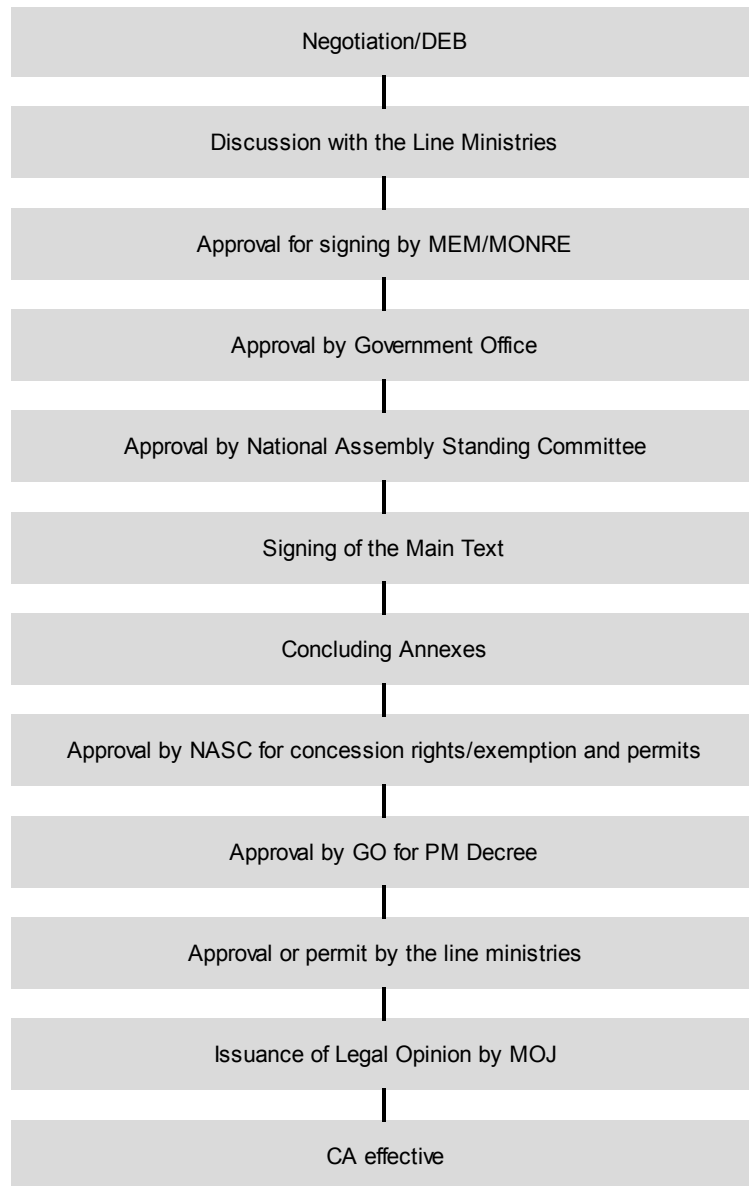 Negotiation/DEB
Discussion with the Line Ministries
Approval for signing by MEM/MONRE
Approval by Government Office
Approval by National Assembly Standing Committee
Signing of the Main Text
Concluding Annexes
Approval by NASC for concession rights/exemption and permits
Approval by GO for PM Decree
Approval or permit by the line ministries
Issuance of Legal Opinion by MOJ
CA effective